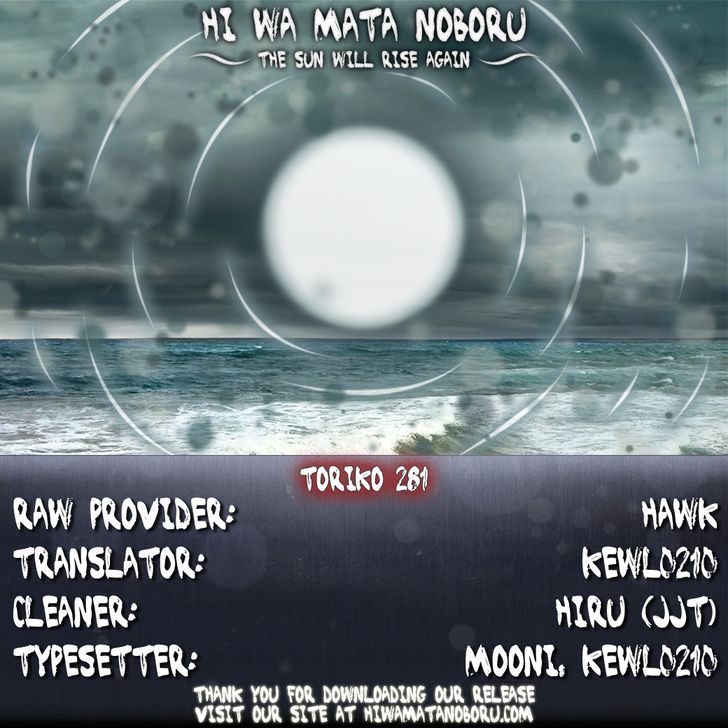 HI WA MATA NOBORU
THE SUN WILL RISE AGAIN
TORIKO 281
RAW PROVIDER: HAWK
TRANSLATOR: KEWL0210
CLEANER: HIRU (JJT)
TYPESETTER: MOONI, KEWL0210
THANK YOU FOR DOWNLOADING OUR RELEASE
VISIT OUR SITE AT HIWAMATANOBORU.COM